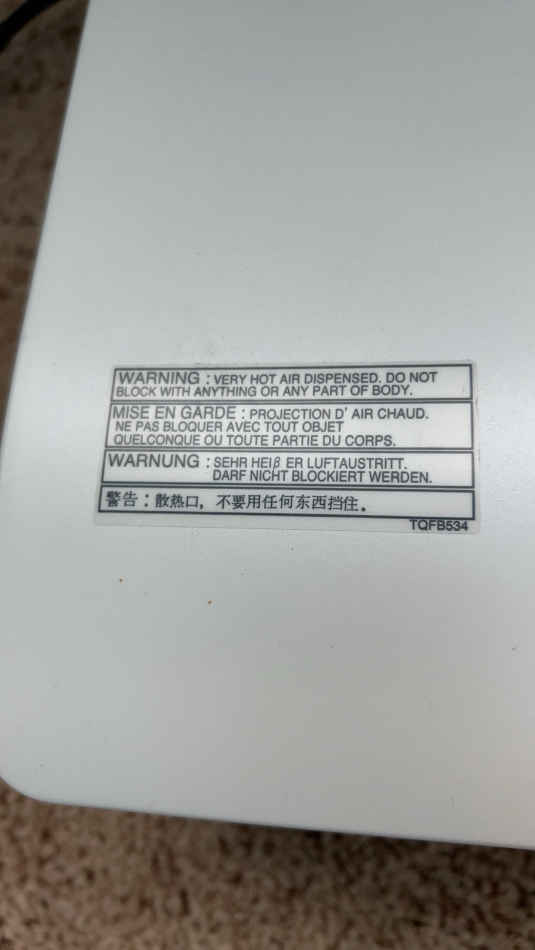 WARNING : VERY HOT AIR DISPENSED. DO NOT
BLOCK WITH ANYTHING OR ANY PART OF BODY.
MISE EN GARDE : PROJECTION D' AIR CHAUD.
NE PAS BLOQUER AVEC TOUT OBJET
QUELCONQUE OU TOUTE PARTIE DU CORPS.
WARNUNG : SEHR HEIβ ER LUFTAUSTRITT.
DARF NICHT BLOCKIERT WERDEN.
警告：散热口，不要用任何东西挡住。
TQFB534